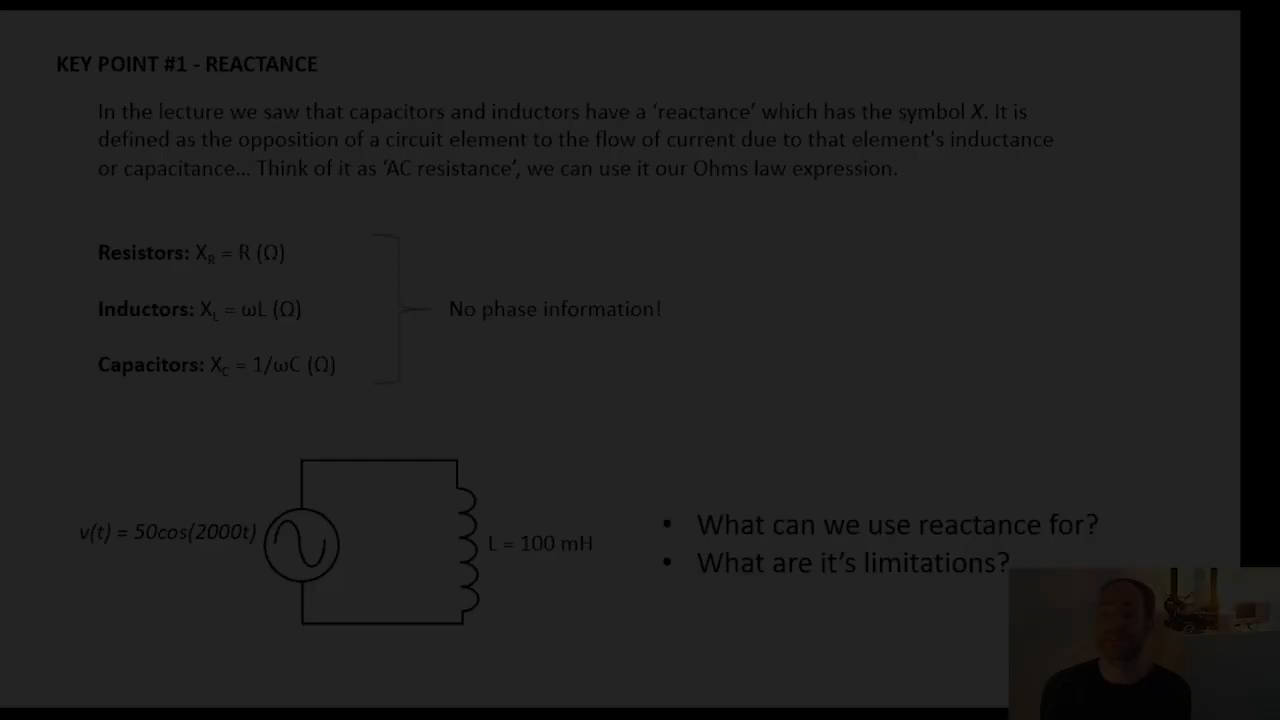 KEY POINT #1 - REACTANCE
In the lecture we saw that capacitors and inductors have a ‘reactance’ which has the symbol X. It is
defined as the opposition of a circuit element to the flow of current due to that element's inductance
or capacitance… Think of it as ‘AC resistance’, we can use it our Ohms law expression.
Resistors: X_R = R (Ω)
Inductors: X_L = ωL (Ω)
No phase information!
Capacitors: X_C = 1/ωC (Ω)
v(t) = 50cos(2000t)
L = 100 mH
• What can we use reactance for?
• What are it’s limitations?